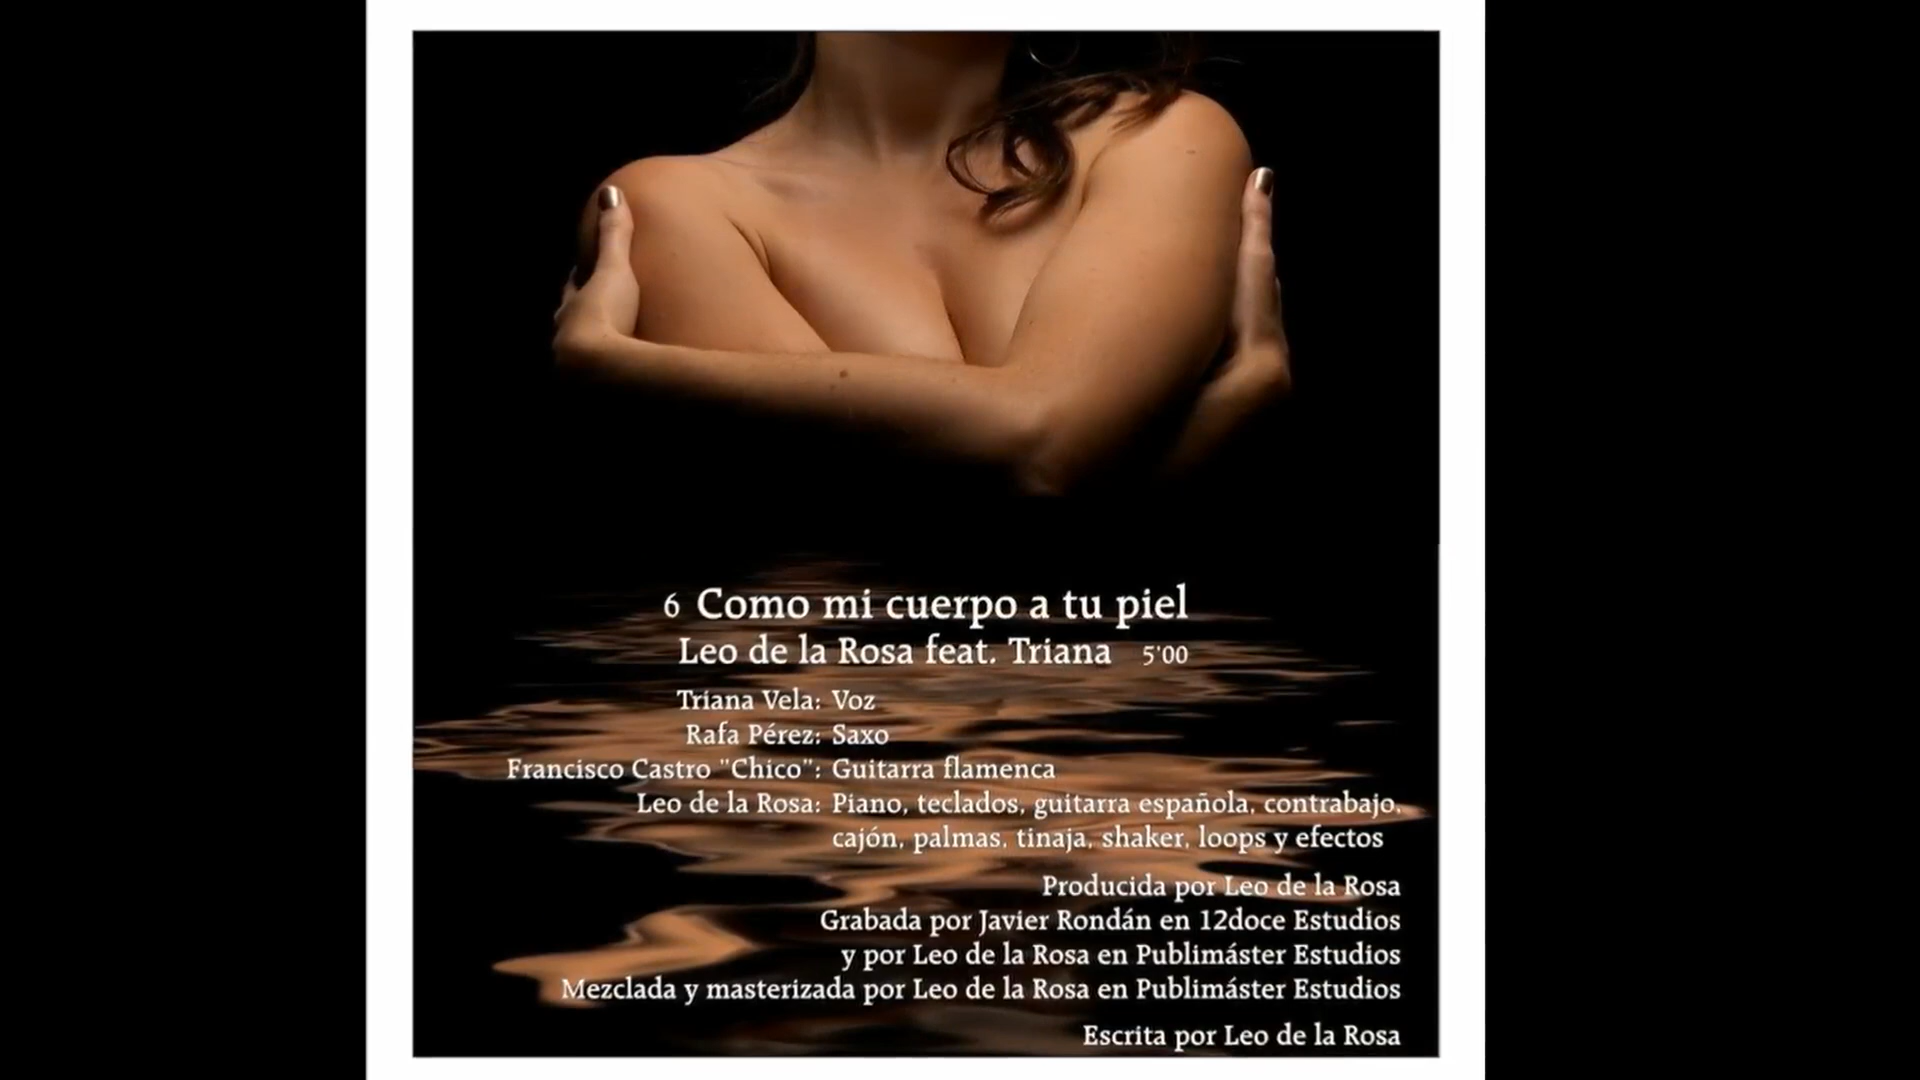 6 Como mi cuerpo a tu piel
Leo de la Rosa feat. Triana 5'00
Triana Vela: Voz
Rafa Pérez: Saxo
Francisco Castro "Chico": Guitarra flamenca
Leo de la Rosa: Piano, teclados, guitarra española, contrabajo,
cajón, palmas, tinaja, shaker, loops y efectos
Producida por Leo de la Rosa
Grabada por Javier Rondán en 12doce Estudios
y por Leo de la Rosa en Publimáster Estudios
Mezclada y masterizada por Leo de la Rosa en Publimáster Estudios
Escrita por Leo de la Rosa